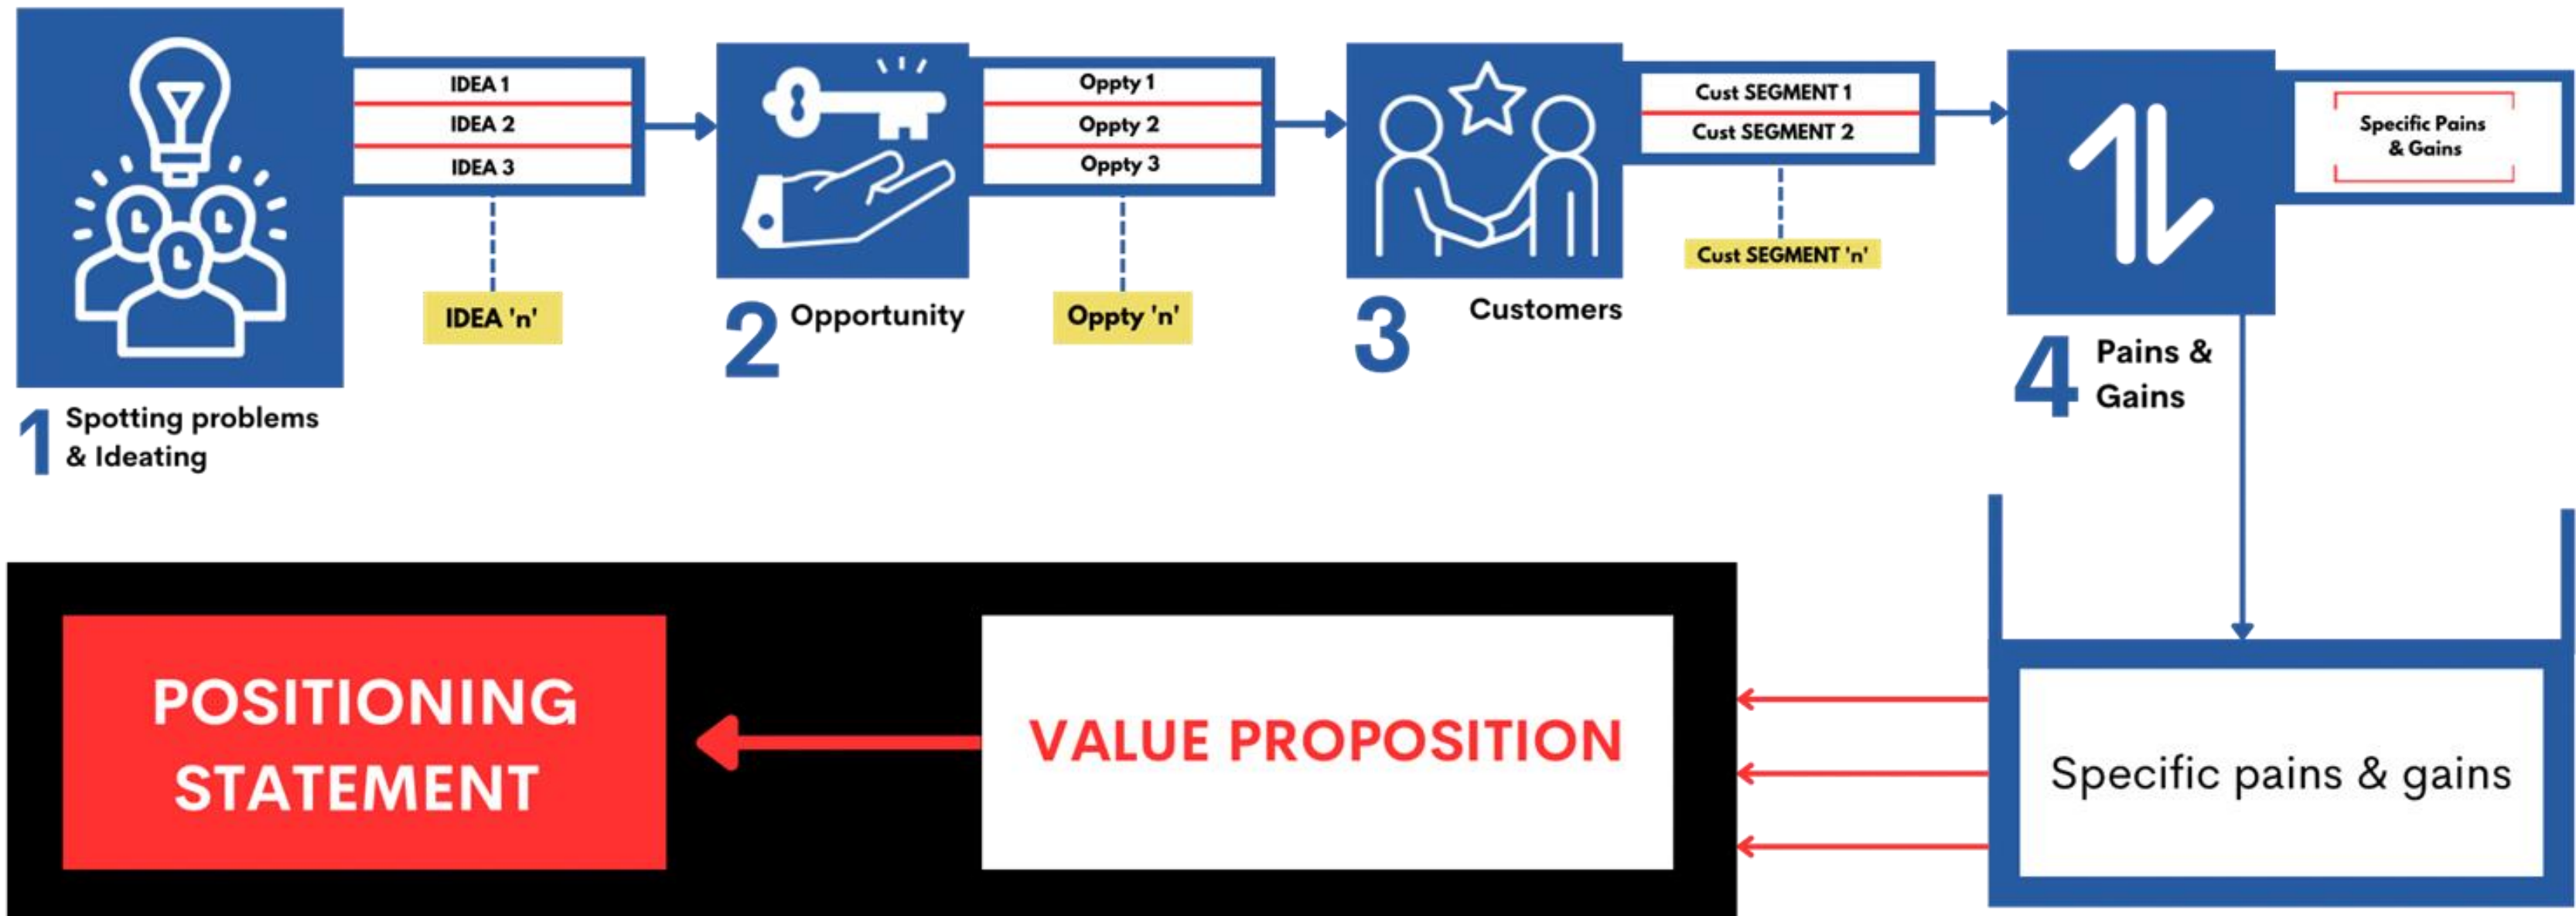 IDEA 1
IDEA 2
IDEA 3
IDEA 'n'
1 Spotting problems
& Ideating
Oppty 1
Oppty 2
Oppty 3
Oppty 'n'
2 Opportunity
Cust SEGMENT 1
Cust SEGMENT 2
Cust SEGMENT 'n'
3 Customers
Specific Pains
& Gains
4 Pains &
Gains
Specific pains & gains
VALUE PROPOSITION
POSITIONING
STATEMENT